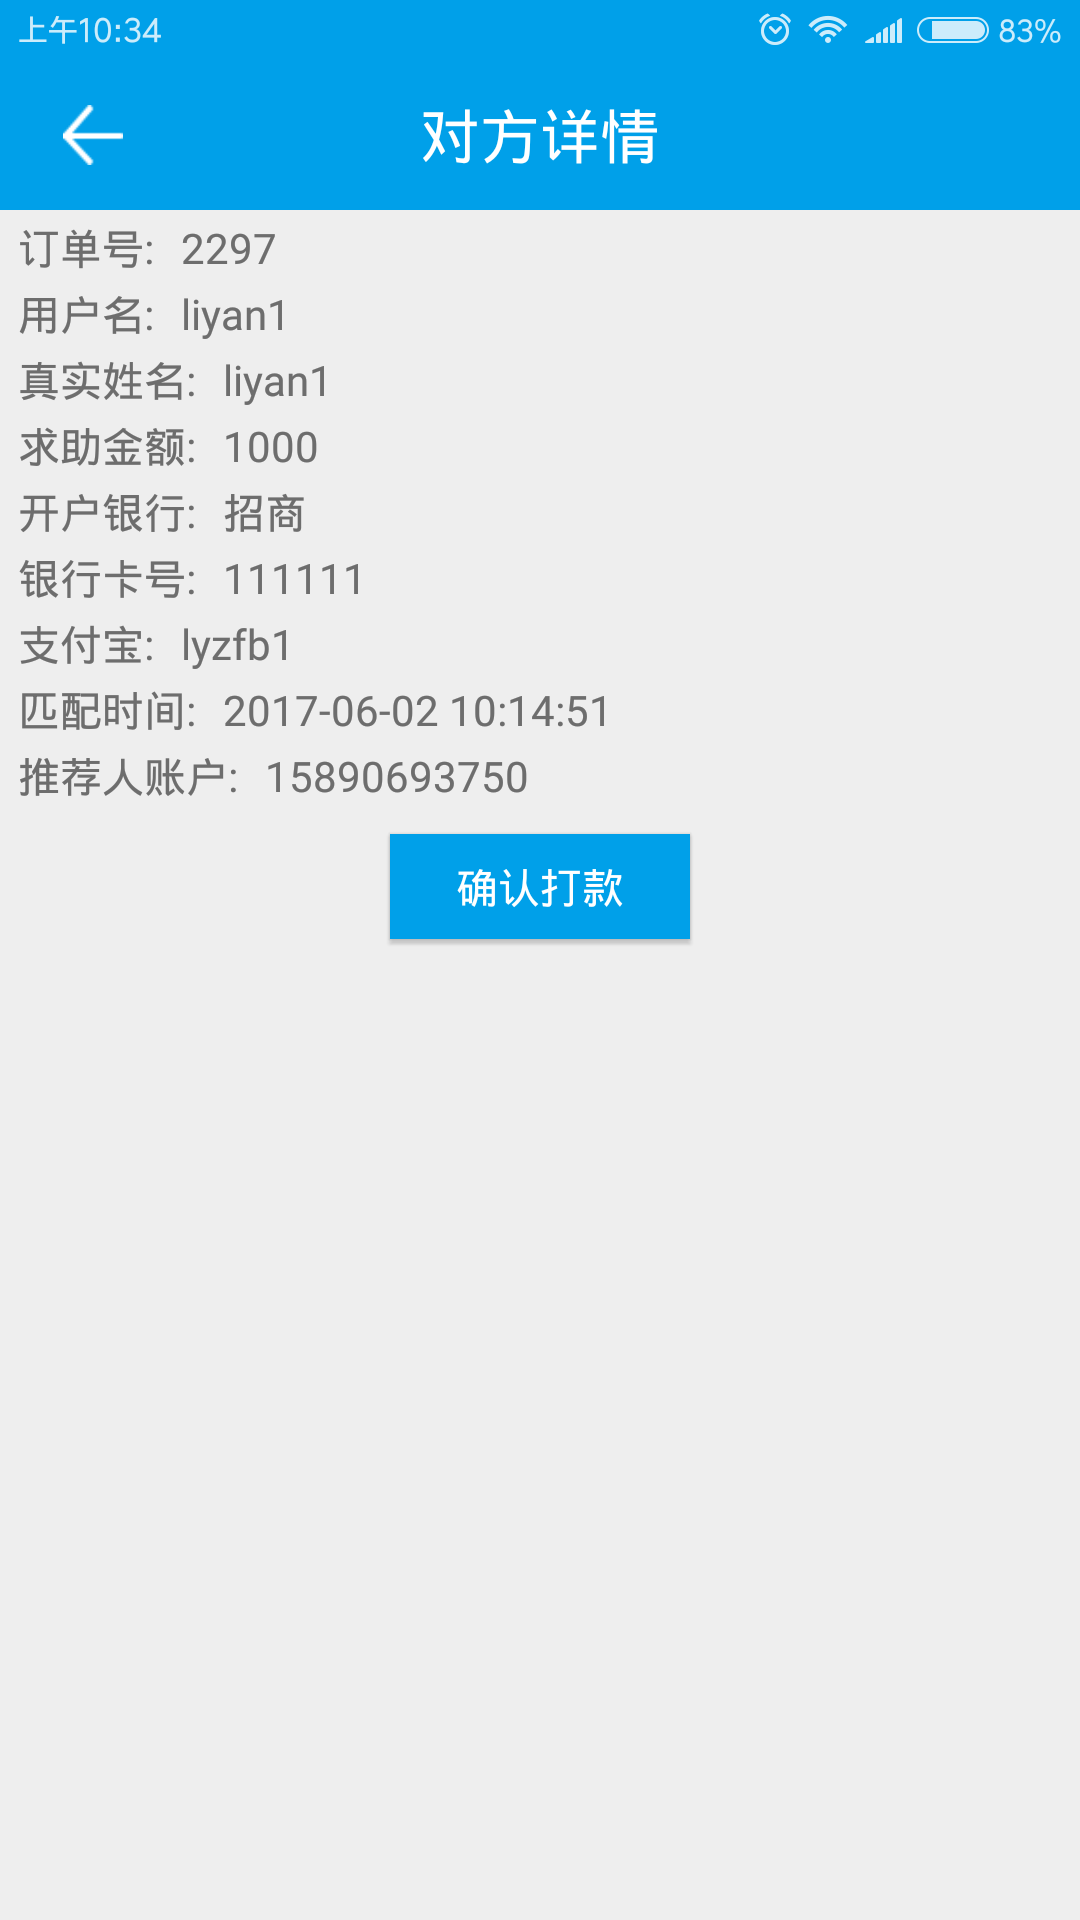 上午10:34 83%
对方详情
订单号: 2297
用户名: liyan1
真实姓名: liyan1
求助金额: 1000
开户银行: 招商
银行卡号: 111111
支付宝: lyzfb1
匹配时间: 2017-06-02 10:14:51
推荐人账户: 15890693750
确认打款